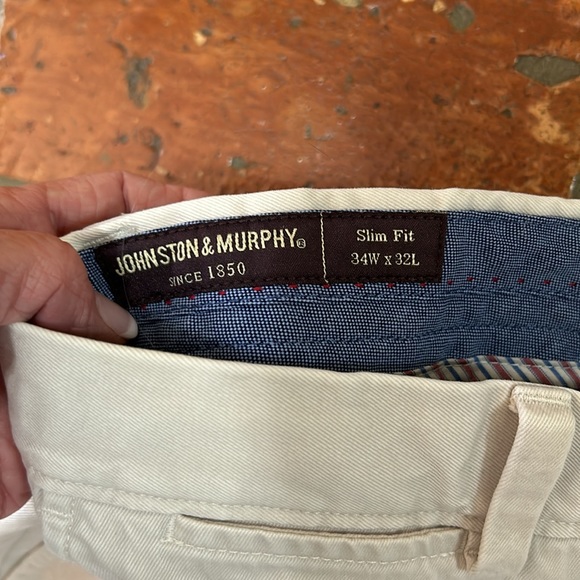 JOHNSTON & MURPHY®
SINCE 1850
Slim Fit
34W x 32L